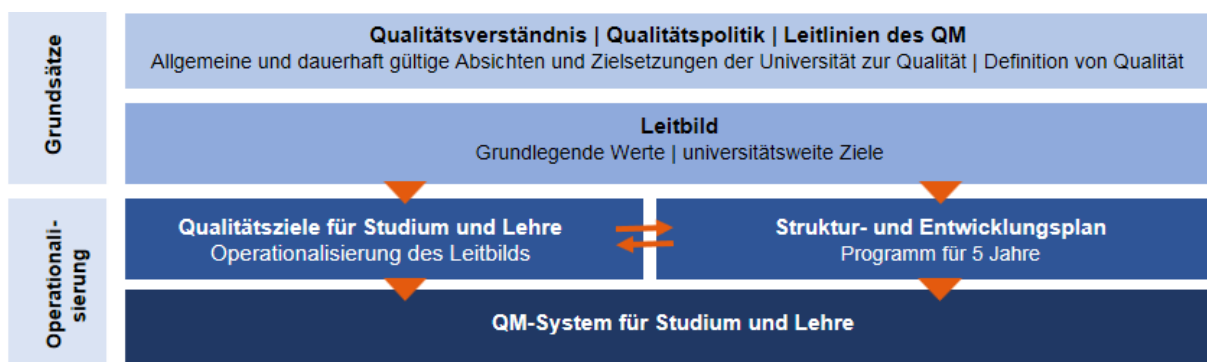 Grundsätze
Qualitätsverständnis | Qualitätspolitik | Leitlinien des QM
Allgemeine und dauerhaft gültige Absichten und Zielsetzungen der Universität zur Qualität | Definition von Qualität
Leitbild
Grundlegende Werte | universitätsweite Ziele
Operationali-
sierung
Qualitätsziele für Studium und Lehre
Operationalisierung des Leitbilds
Struktur- und Entwicklungsplan
Programm für 5 Jahre
QM-System für Studium und Lehre